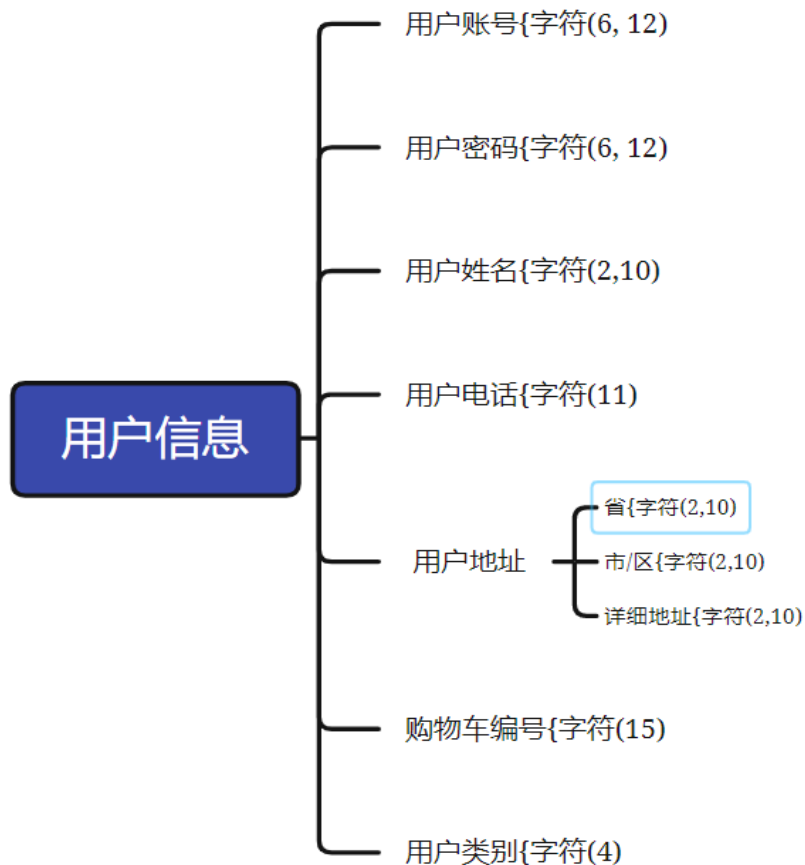 用户账号{字符(6, 12)
用户密码{字符(6, 12)
用户姓名{字符(2,10)
用户电话{字符(11)
用户信息
用户地址
省{字符(2,10)
市/区{字符(2,10)
详细地址{字符(2,10)
购物车编号{字符(15)
用户类别{字符(4)